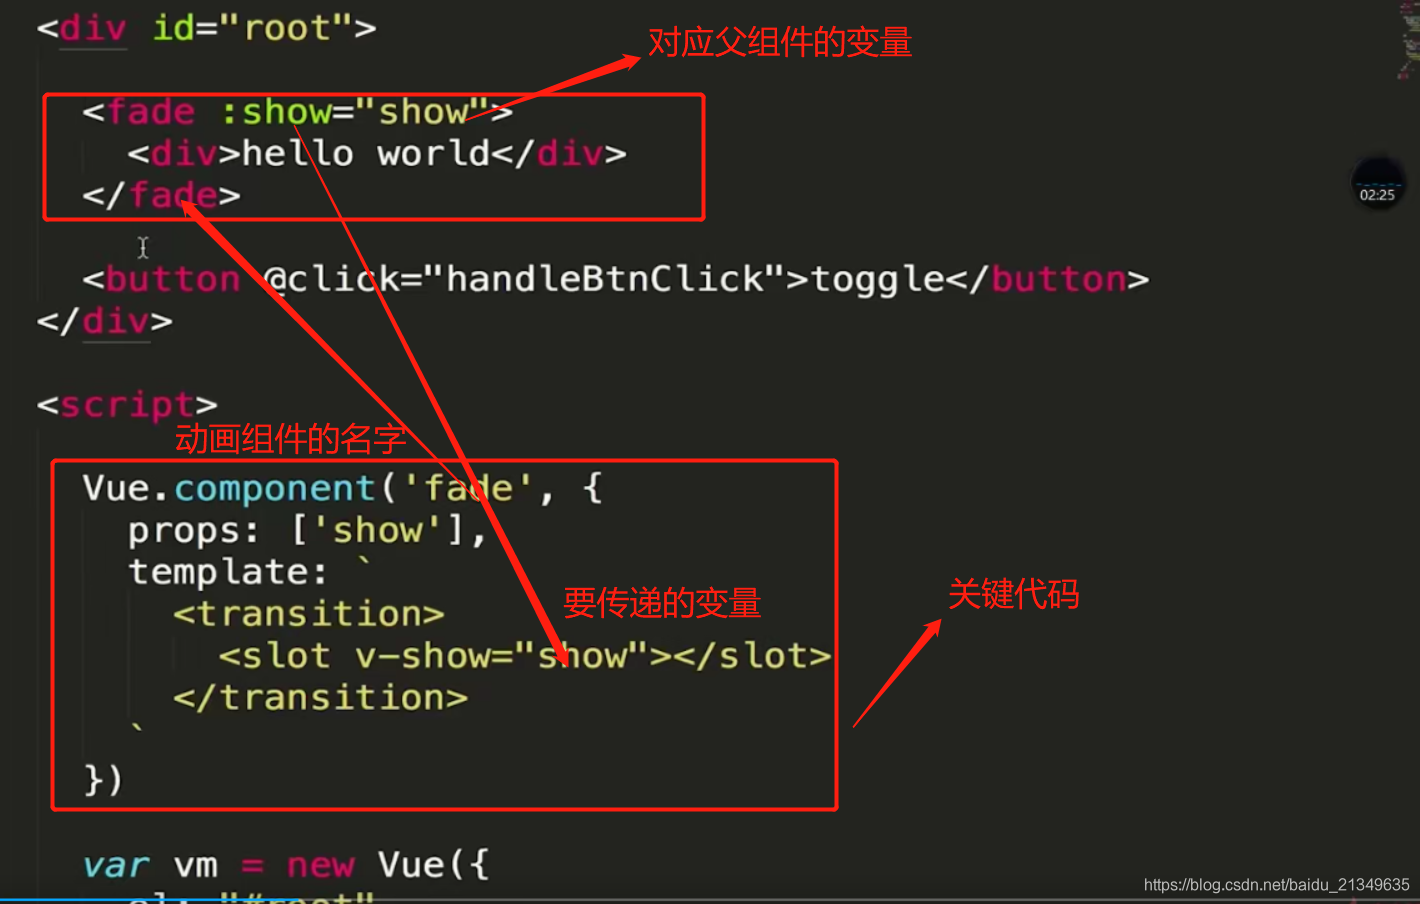 <div id="root">
对应父组件的变量
<fade :show="show">
<div>hello world</div>
</fade>
02:25
<button @click="handleBtnClick">toggle</button>
</div>
<script>
动画组件的名字
Vue.component('fade', {
props: ['show'],
template: `
<transition>
要传递的变量
关键代码
<slot v-show="show"></slot>
</transition>
`
})
var vm = new Vue({
el: "#root"
https://blog.csdn.net/baidu_21349635